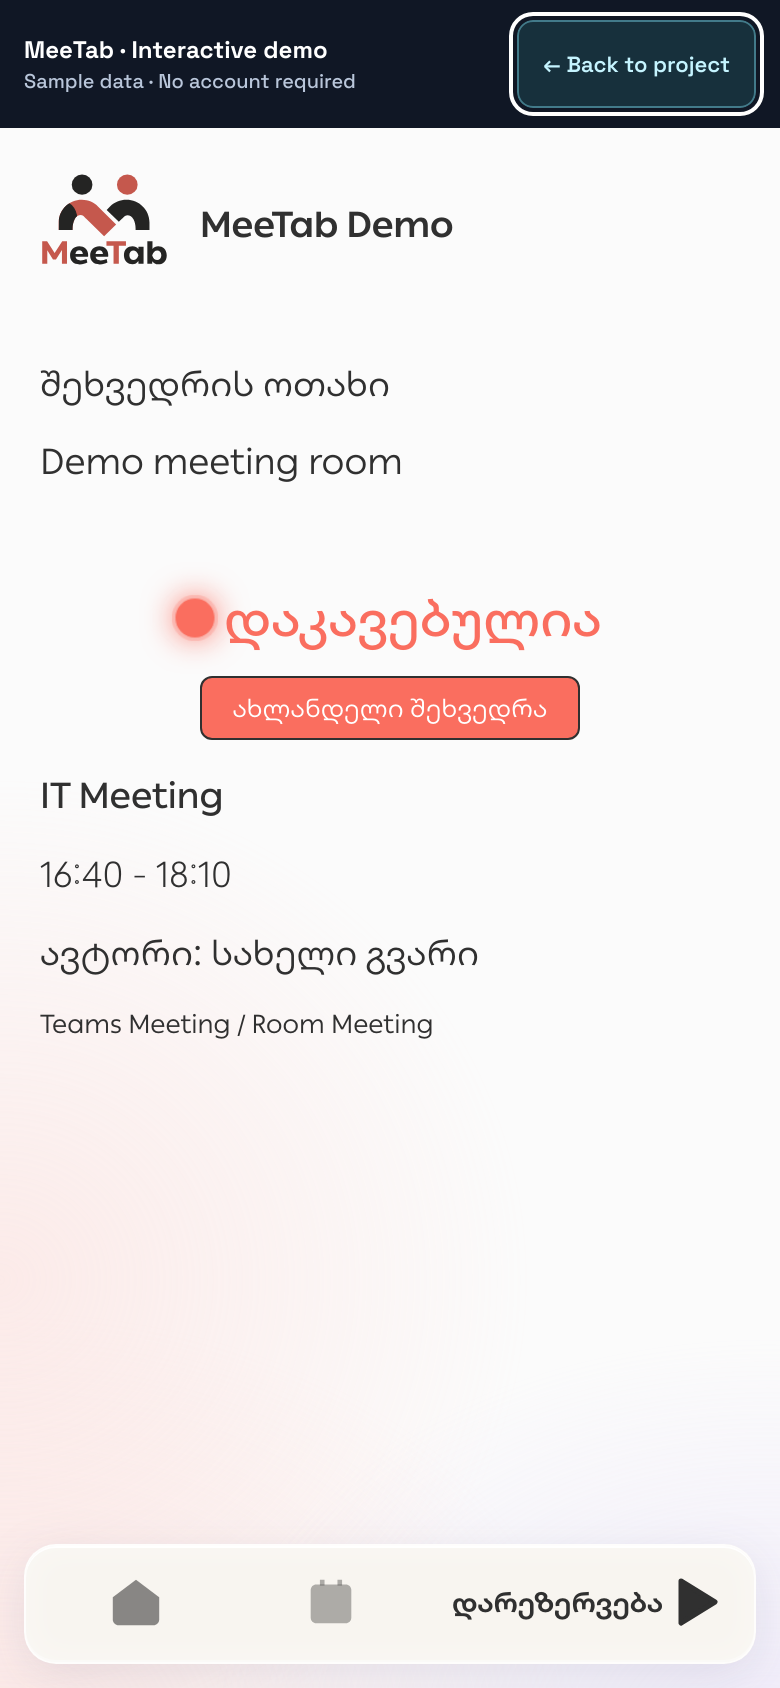 MeeTab · Interactive demo
Sample data · No account required
← Back to project
MeeTab
MeeTab Demo
შეხვედრის ოთახი
Demo meeting room
დაკავებულია
ახლანდელი შეხვედრა
IT Meeting
16:40 - 18:10
ავტორი: სახელი გვარი
Teams Meeting / Room Meeting
დარეზერვება